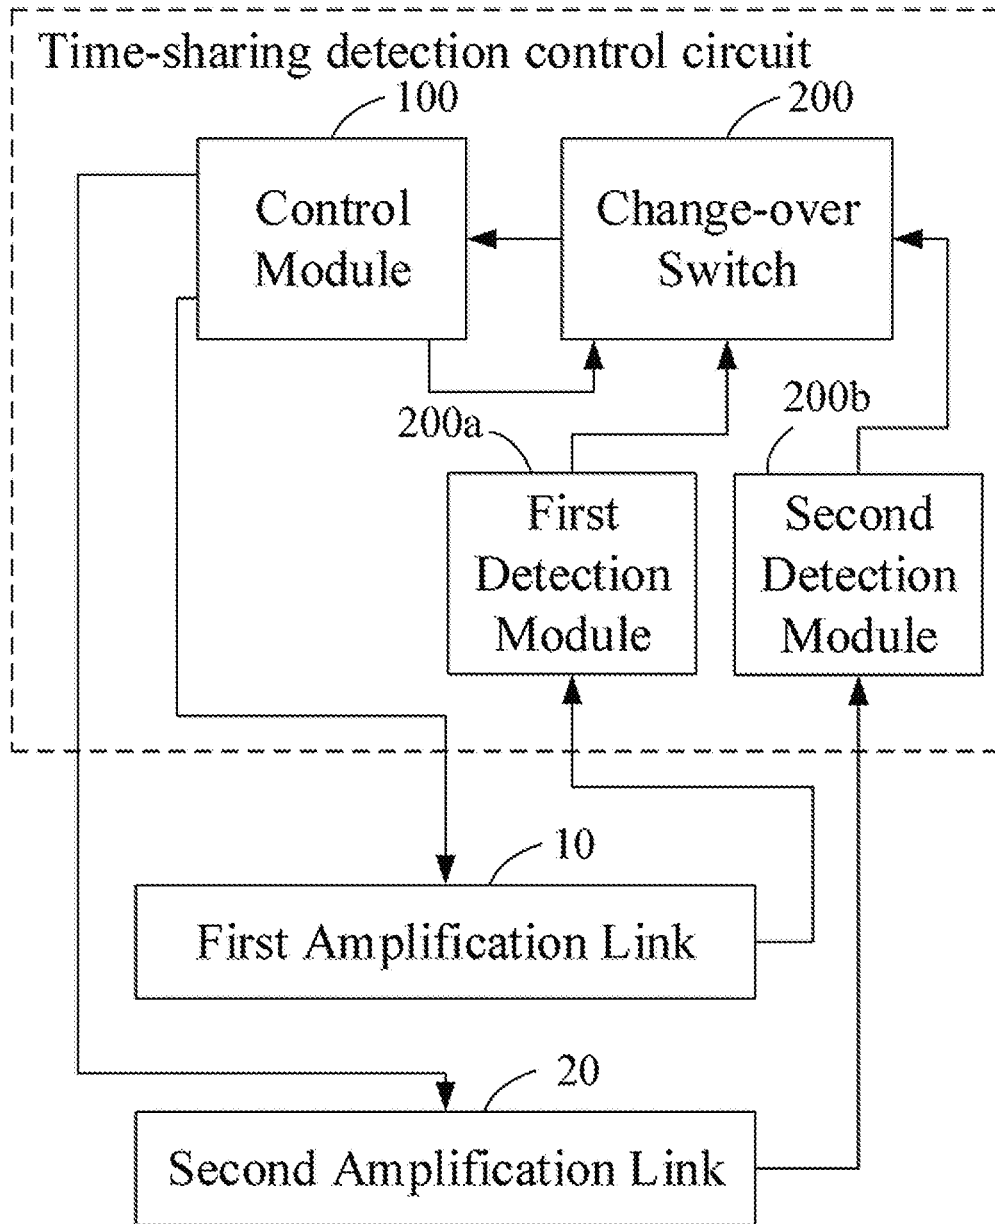 Time-sharing detection control circuit
100
200
Control
Module
Change-over
Switch
200a
200b
First
Detection
Module
Second
Detection
Module
10
First Amplification Link
20
Second Amplification Link